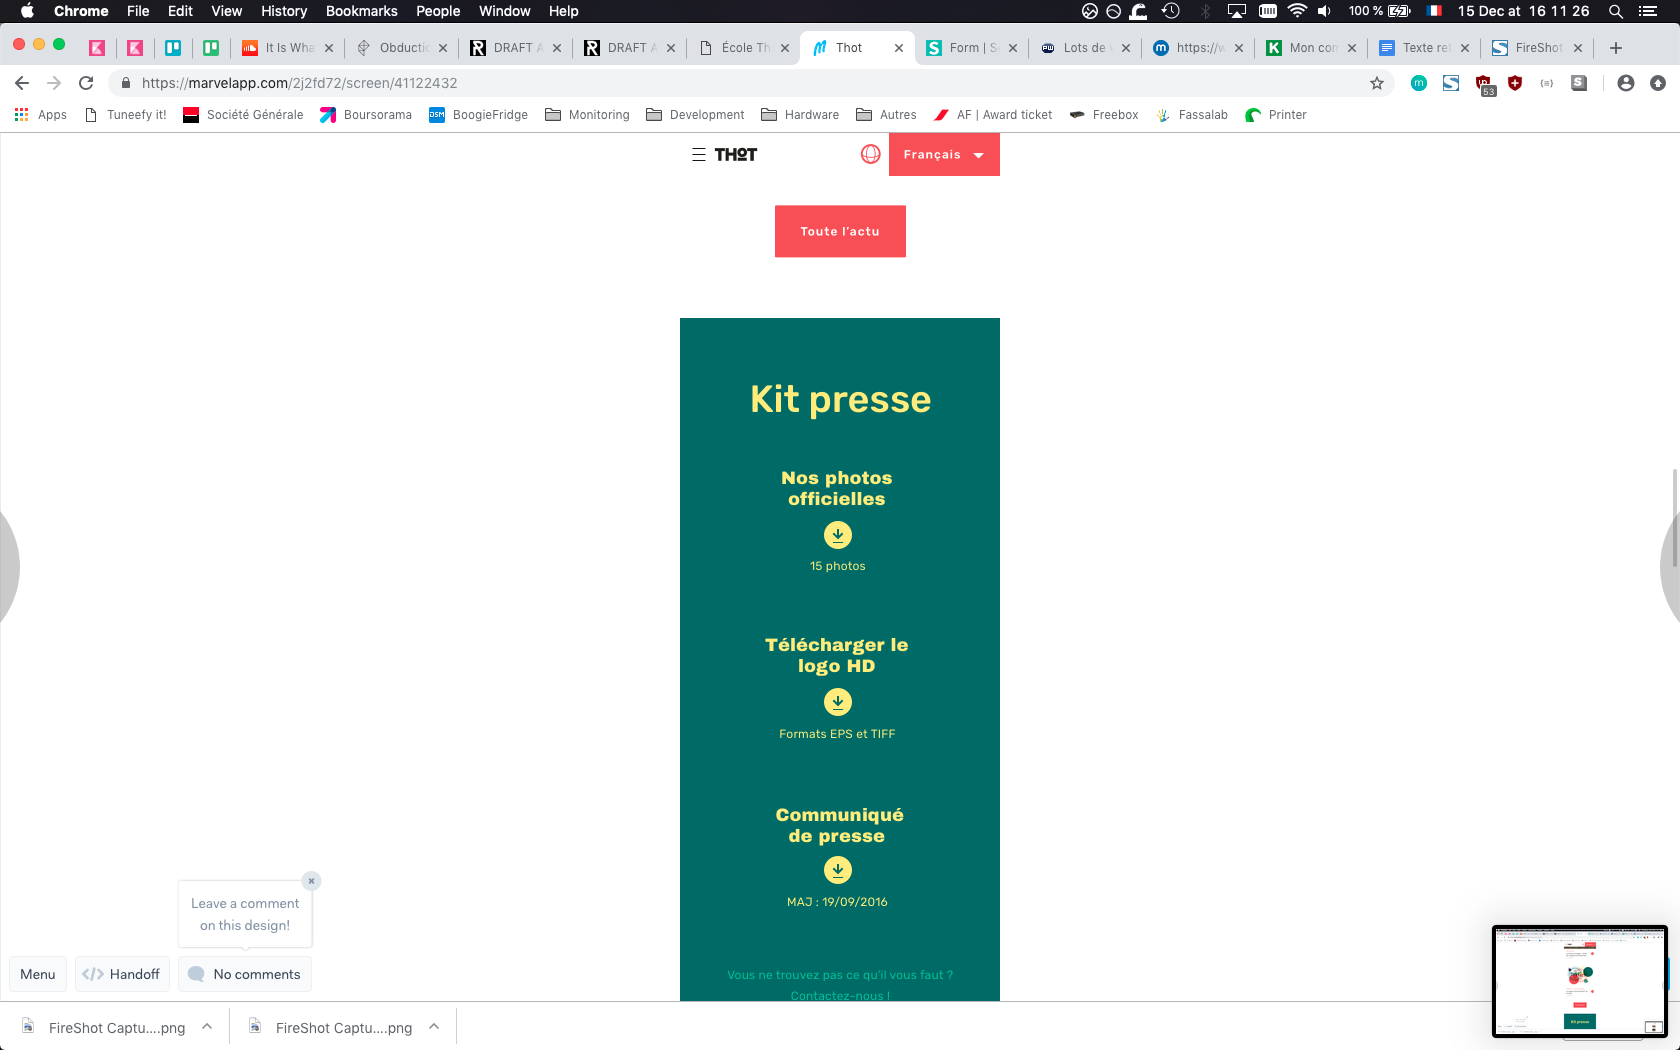 Chrome File Edit View History Bookmarks People Window Help 100 % 15 Dec at 16 11 26
It Is Wha Obductio DRAFT A DRAFT A École Th Thot Form | S Lots de https://w Mon con Texte ret FireShot
https://marvelapp.com/2j2fd72/screen/41122432
53
Apps Tuneefy it! Société Générale Boursorama BoogieFridge Monitoring Development Hardware Autres AF | Award ticket Freebox Fassalab Printer
THOT Français
Toute l'actu
Kit presse
Nos photos
officielles
15 photos
Télécharger le
logo HD
Formats EPS et TIFF
Communiqué
de presse
MAJ : 19/09/2016
Vous ne trouvez pas ce qu'il vous faut ?
Contactez-nous !
Leave a comment
on this design!
Menu Handoff No comments
FireShot Captu....png FireShot Captu....png
Kit presse